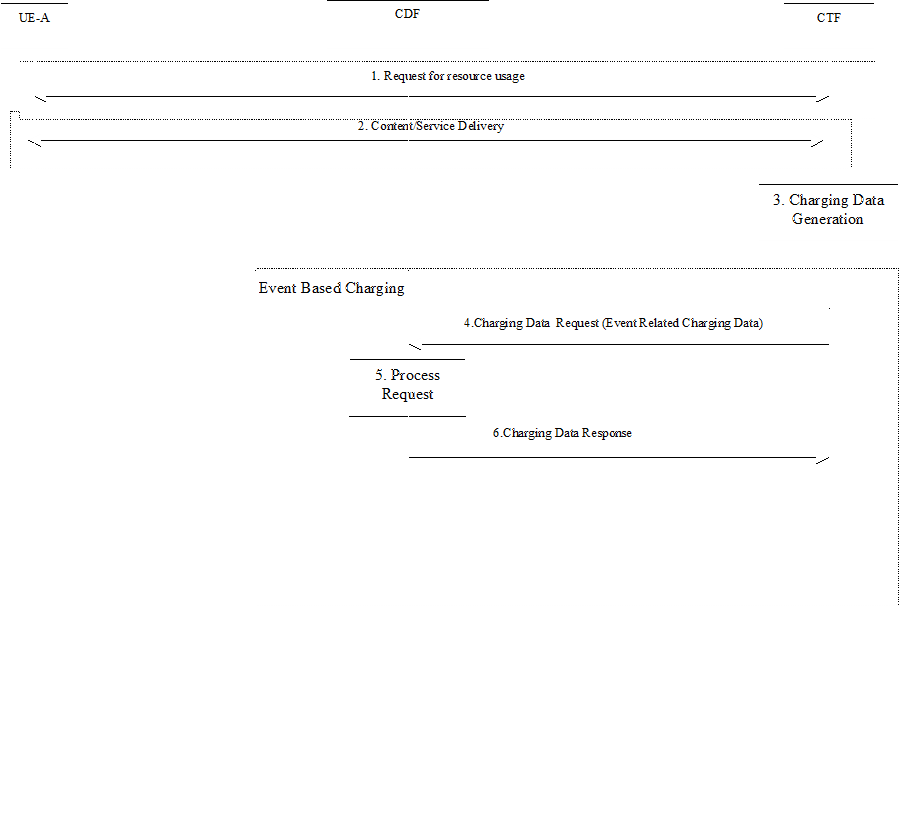 UE-A
CDF
CTF
1. Request for resource usage
2. Content/Service Delivery
3. Charging Data
Generation
Event Based Charging
4.Charging Data Request (Event Related Charging Data)
5. Process
Request
6.Charging Data Response